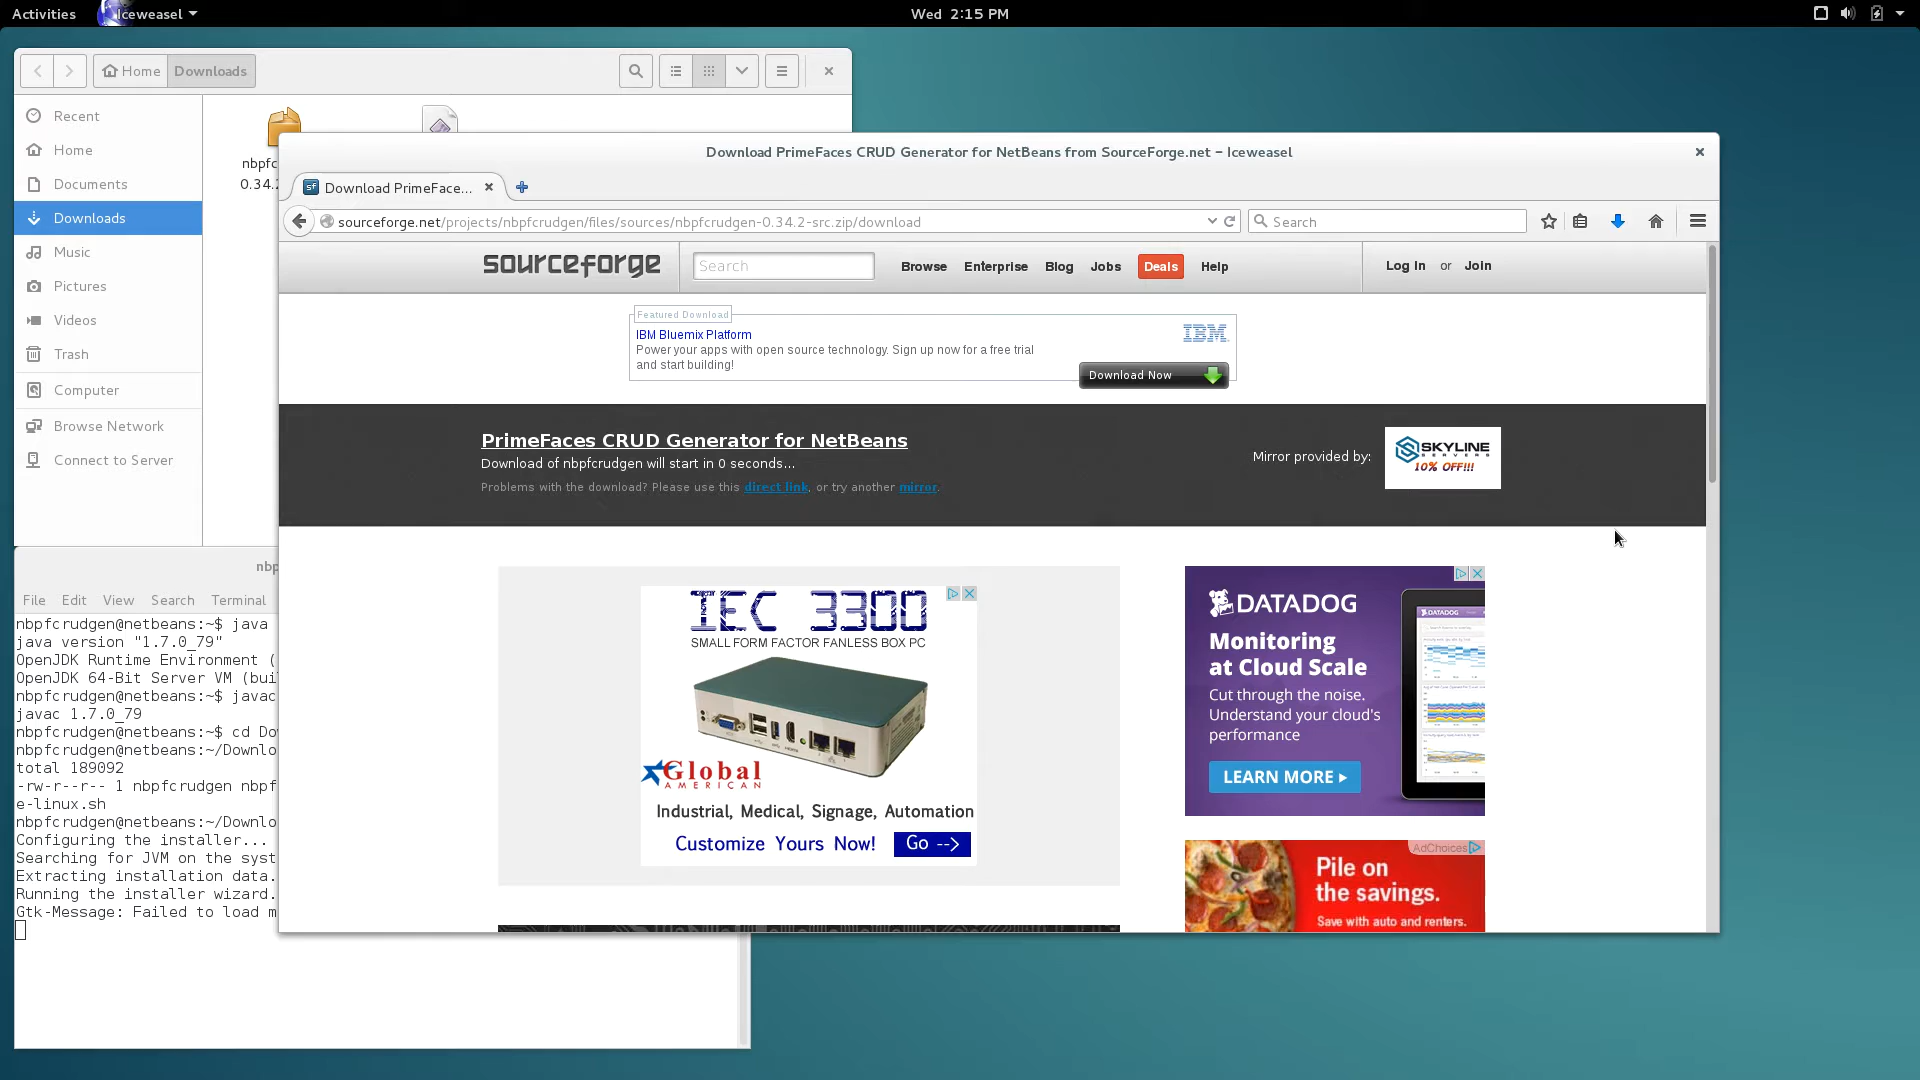 Activities
Iceweasel
Wed 2:15 PM
Home
Downloads
Recent
Home
Documents
Downloads
Music
Pictures
Videos
Trash
Computer
Browse Network
Connect to Server
nbpfc
0.34.2
Download PrimeFaces CRUD Generator for NetBeans from SourceForge.net – Iceweasel
Download PrimeFace...
sourceforge.net/projects/nbpfcrudgen/files/sources/nbpfcrudgen-0.34.2-src.zip/download
Search
sourceforge
Search
Browse
Enterprise
Blog
Jobs
Deals
Help
Log In or Join
Featured Download
IBM Bluemix Platform
Power your apps with open source technology. Sign up now for a free trial
and start building!
IBM
Download Now
PrimeFaces CRUD Generator for NetBeans
Download of nbpfcrudgen will start in 0 seconds...
Problems with the download? Please use this direct link, or try another mirror.
Mirror provided by:
SKYLINE
SERVERS
10% OFF!!!
IEC 3300
SMALL FORM FACTOR FANLESS BOX PC
Global
AMERICAN
Industrial, Medical, Signage, Automation
Customize Yours Now!
Go -->
DATADOG
Monitoring
at Cloud Scale
Cut through the noise.
Understand your cloud's
performance
LEARN MORE
DATADOG
AdChoices
Pile on
the savings.
Save with auto and renters.
nbp
File Edit View Search Terminal
nbpfcrudgen@netbeans:~$ java
java version "1.7.0_79"
OpenJDK Runtime Environment (
OpenJDK 64-Bit Server VM (bui
nbpfcrudgen@netbeans:~$ javac
javac 1.7.0_79
nbpfcrudgen@netbeans:~$ cd Do
nbpfcrudgen@netbeans:~/Downlo
total 189092
-rw-r--r-- 1 nbpfcrudgen nbpf
e-linux.sh
nbpfcrudgen@netbeans:~/Downlo
Configuring the installer...
Searching for JVM on the syst
Extracting installation data.
Running the installer wizard.
Gtk-Message: Failed to load m